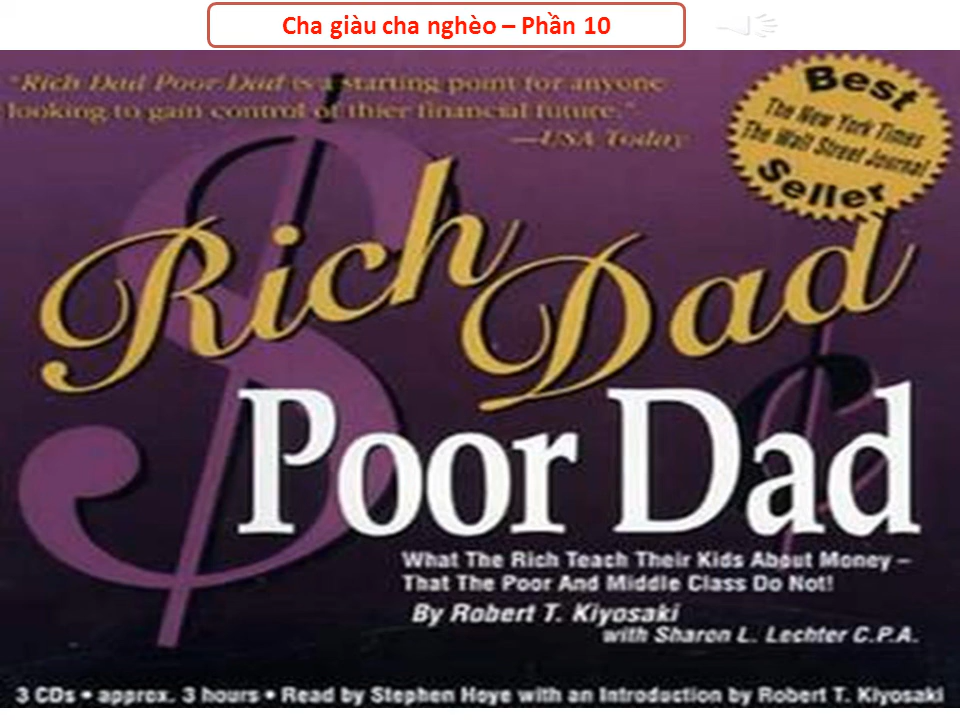 Cha giàu cha nghèo – Phần 10
"Rich Dad Poor Dad is a starting point for anyone
looking to gain control of thier financial future."
—USA Today
Best
The New York Times
The Wall Street Journal
Seller
Rich Dad
Poor Dad
What The Rich Teach Their Kids About Money –
That The Poor And Middle Class Do Not!
By Robert T. Kiyosaki
with Sharon L. Lechter C.P.A.
3 CDs • approx. 3 hours • Read by Stephen Hoye with an Introduction by Robert T. Kiyosaki